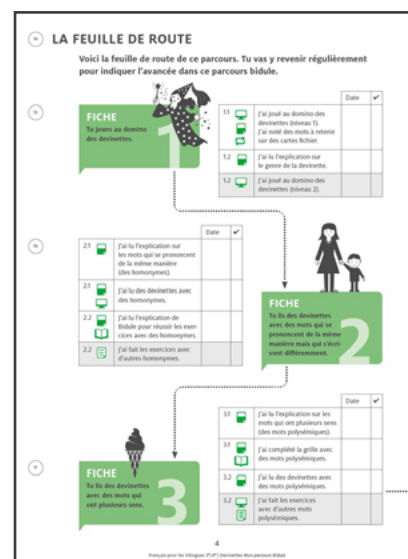 LA FEUILLE DE ROUTE
Voici la feuille de route de ce parcours. Tu vas y revenir régulièrement
pour indiquer l'avancée dans ce parcours bidule.
FICHE
1
Tu joues au domino
des devinettes.
Date ✔
1.1 J'ai joué au domino des
devinettes (niveau 1).
J'ai noté des mots à retenir
sur des cartes fichier.
1.2 J'ai lu l'explication sur
le genre de la devinette.
1.2 J'ai joué au domino des
devinettes (niveau 2).
Date ✔
2.1 J'ai lu l'explication sur
les mots qui se prononcent
de la même manière
(des homonymes).
2.1 J'ai lu des devinettes avec
des homonymes.
2.2 J'ai lu l'explication de
Bidule pour réussir les exer-
cices avec des homonymes.
2.2 J'ai fait les exercices avec
d'autres homonymes.
FICHE
2
Tu lis des devinettes
avec des mots qui se
prononcent de la même
manière mais qui s'écri-
vent différemment.
Date ✔
3.1 J'ai lu l'explication sur les
mots qui ont plusieurs sens
(des mots polysémiques).
3.1 J'ai complété la grille avec
des mots polysémiques.
3.2 J'ai lu des devinettes avec
des mots polysémiques.
3.2 J'ai fait les exercices
avec d'autres mots
polysémiques.
FICHE
3
Tu lis des devinettes
avec des mots qui
ont plusieurs sens.
4